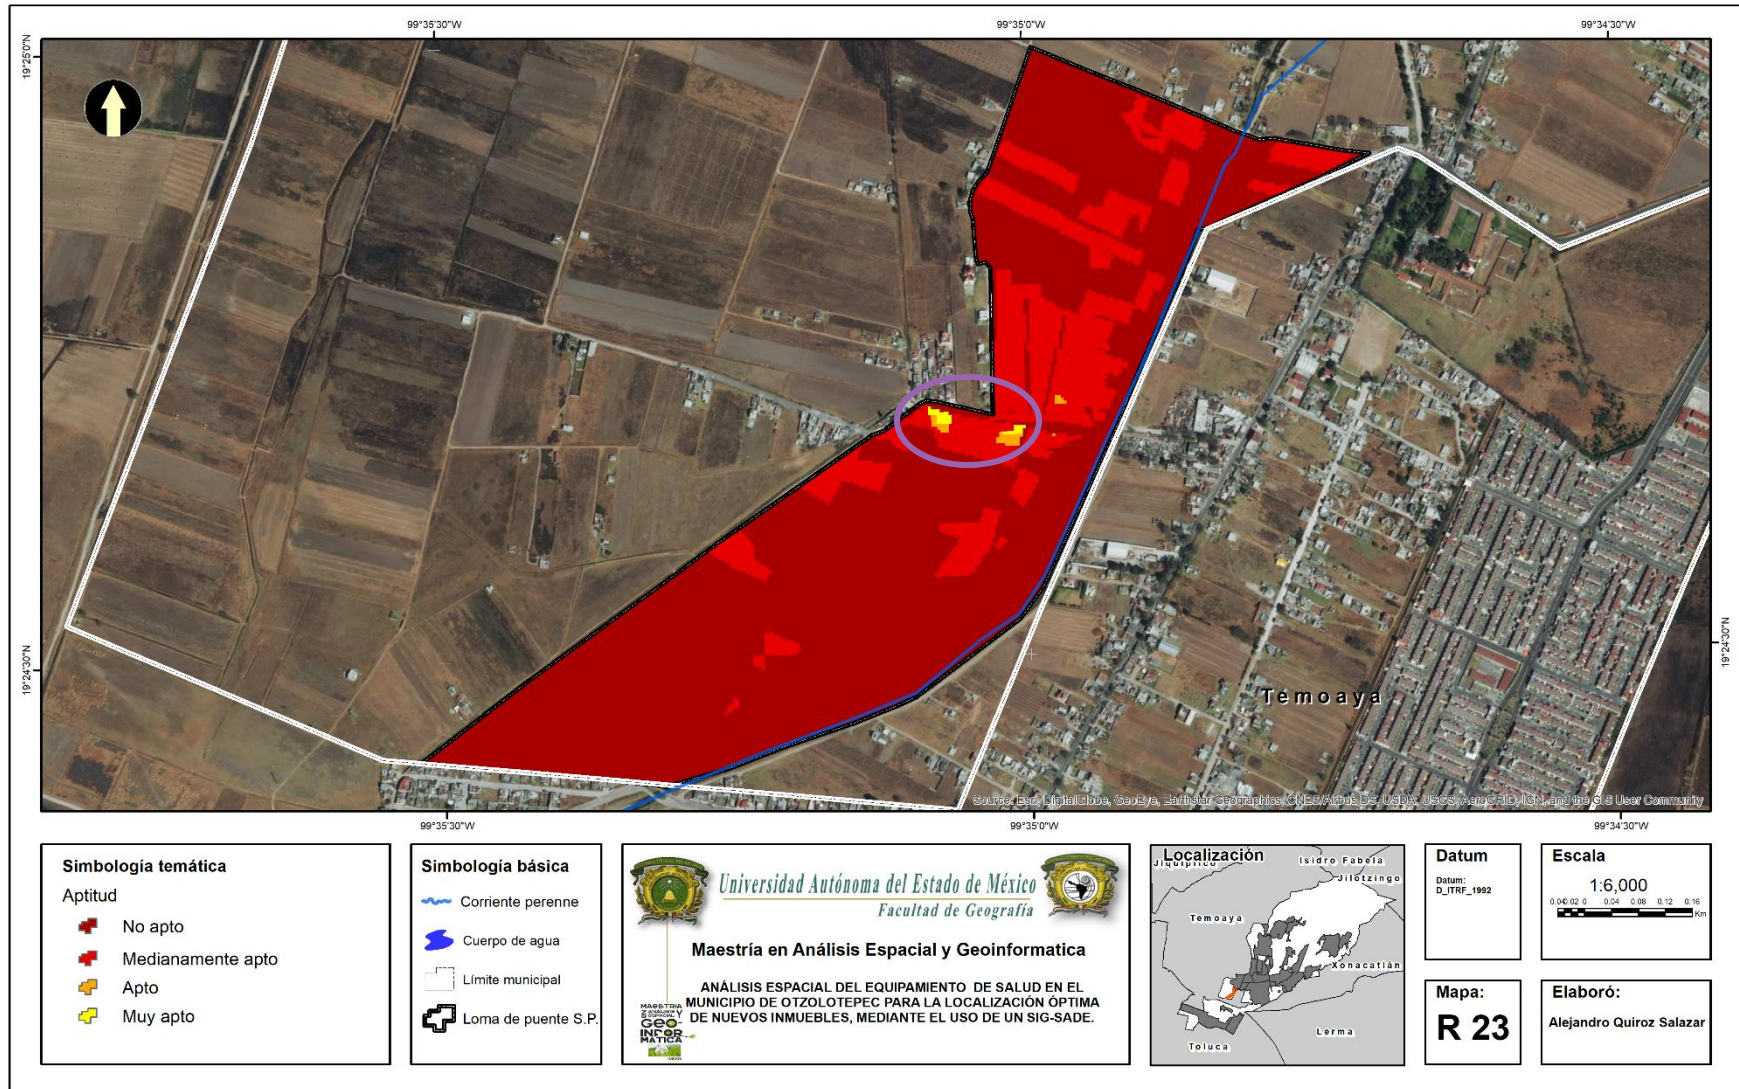 99°35'30"W
99°35'0"W
99°34'30"W
19°25'0"N
19°24'30"N
19°24'30"N
Temoaya
Source: Esri, DigitalGlobe, GeoEye, Earthstar Geographics, CNES/Airbus DS, USDA, USGS, AeroGRID, IGN, and the GIS User Community
99°35'30"W
99°35'0"W
99°34'30"W
Simbología temática
Aptitud
No apto
Medianamente apto
Apto
Muy apto
Simbología básica
Corriente perenne
Cuerpo de agua
Límite municipal
Loma de puente S.P.
Universidad Autónoma del Estado de México
Facultad de Geografía
Maestría en Análisis Espacial y Geoinformatica
ANÁLISIS ESPACIAL DEL EQUIPAMIENTO DE SALUD EN EL
MUNICIPIO DE OTZOLOTEPEC PARA LA LOCALIZACIÓN ÓPTIMA
DE NUEVOS INMUEBLES, MEDIANTE EL USO DE UN SIG-SADE.
MAESTRIA
GEO-
INFOR
MATICA
Localización
Jiquipilco
Isidro Fabela
Jilotzingo
Temoaya
Xonacatlán
Lerma
Toluca
Datum
Datum:
D_ITRF_1992
Escala
1:6,000
0.04 0.02 0 0.04 0.08 0.12 0.16
Km
Mapa:
R 23
Elaboró:
Alejandro Quiroz Salazar